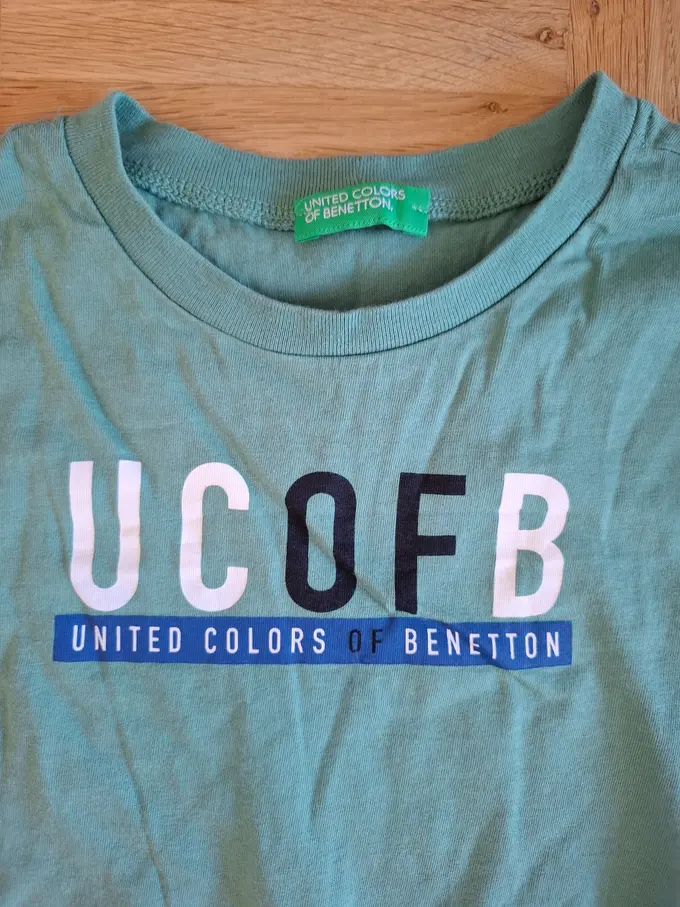 UNITED COLORS
OF BENETTON.
UCOFB
UNITED COLORS OF BENETTON